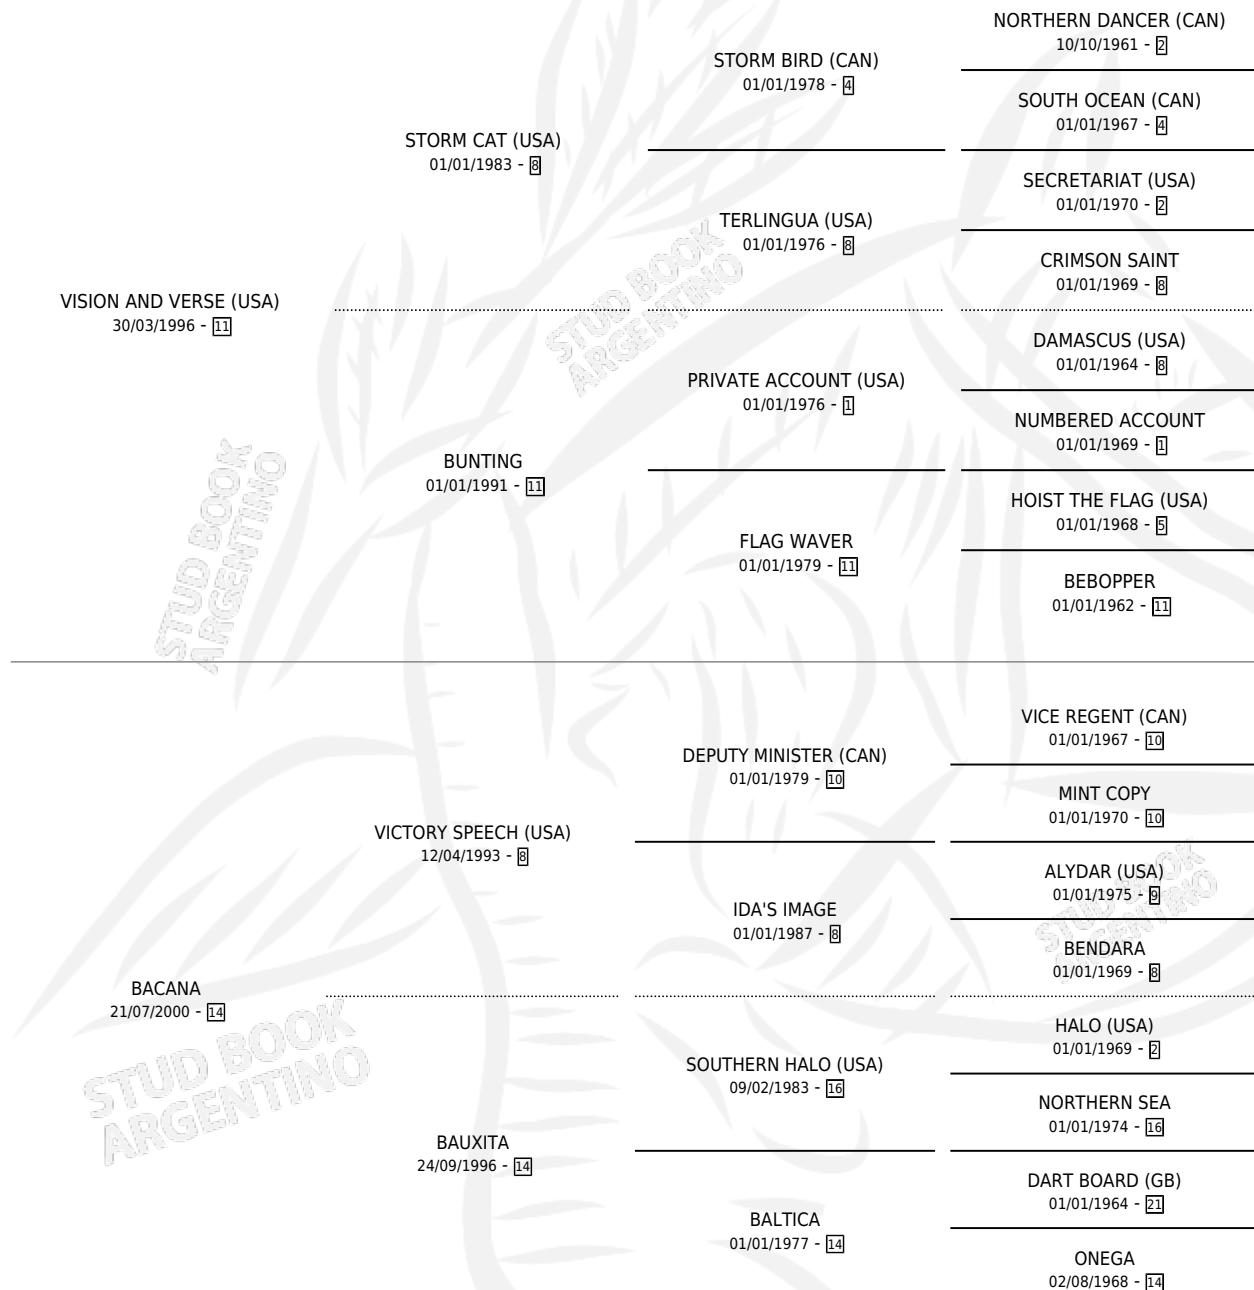 NORTHERN DANCER (CAN)
10/10/1961 - 2
STORM BIRD (CAN)
01/01/1978 - 4
SOUTH OCEAN (CAN)
01/01/1967 - 4
STORM CAT (USA)
01/01/1983 - 8
SECRETARIAT (USA)
01/01/1970 - 2
TERLINGUA (USA)
01/01/1976 - 8
CRIMSON SAINT
01/01/1969 - 8
VISION AND VERSE (USA)
30/03/1996 - 11
STUD BOOK
ARGENTINO
DAMASCUS (USA)
01/01/1964 - 8
PRIVATE ACCOUNT (USA)
01/01/1976 - 1
NUMBERED ACCOUNT
01/01/1969 - 1
BUNTING
01/01/1991 - 11
HOIST THE FLAG (USA)
01/01/1968 - 5
FLAG WAVER
01/01/1979 - 11
BEBOPPER
01/01/1962 - 11
STUD BOOK
ARGENTINO
VICE REGENT (CAN)
01/01/1967 - 10
DEPUTY MINISTER (CAN)
01/01/1979 - 10
MINT COPY
01/01/1970 - 10
VICTORY SPEECH (USA)
12/04/1993 - 8
ALYDAR (USA)
01/01/1975 - 9
IDA'S IMAGE
01/01/1987 - 8
BENDARA
01/01/1969 - 8
STUD BOOK
ARGENTINO
BACANA
21/07/2000 - 14
HALO (USA)
01/01/1969 - 2
SOUTHERN HALO (USA)
09/02/1983 - 16
NORTHERN SEA
01/01/1974 - 16
STUD BOOK
ARGENTINO
BAUXITA
24/09/1996 - 14
DART BOARD (GB)
01/01/1964 - 21
BALTICA
01/01/1977 - 14
ONEGA
02/08/1968 - 14